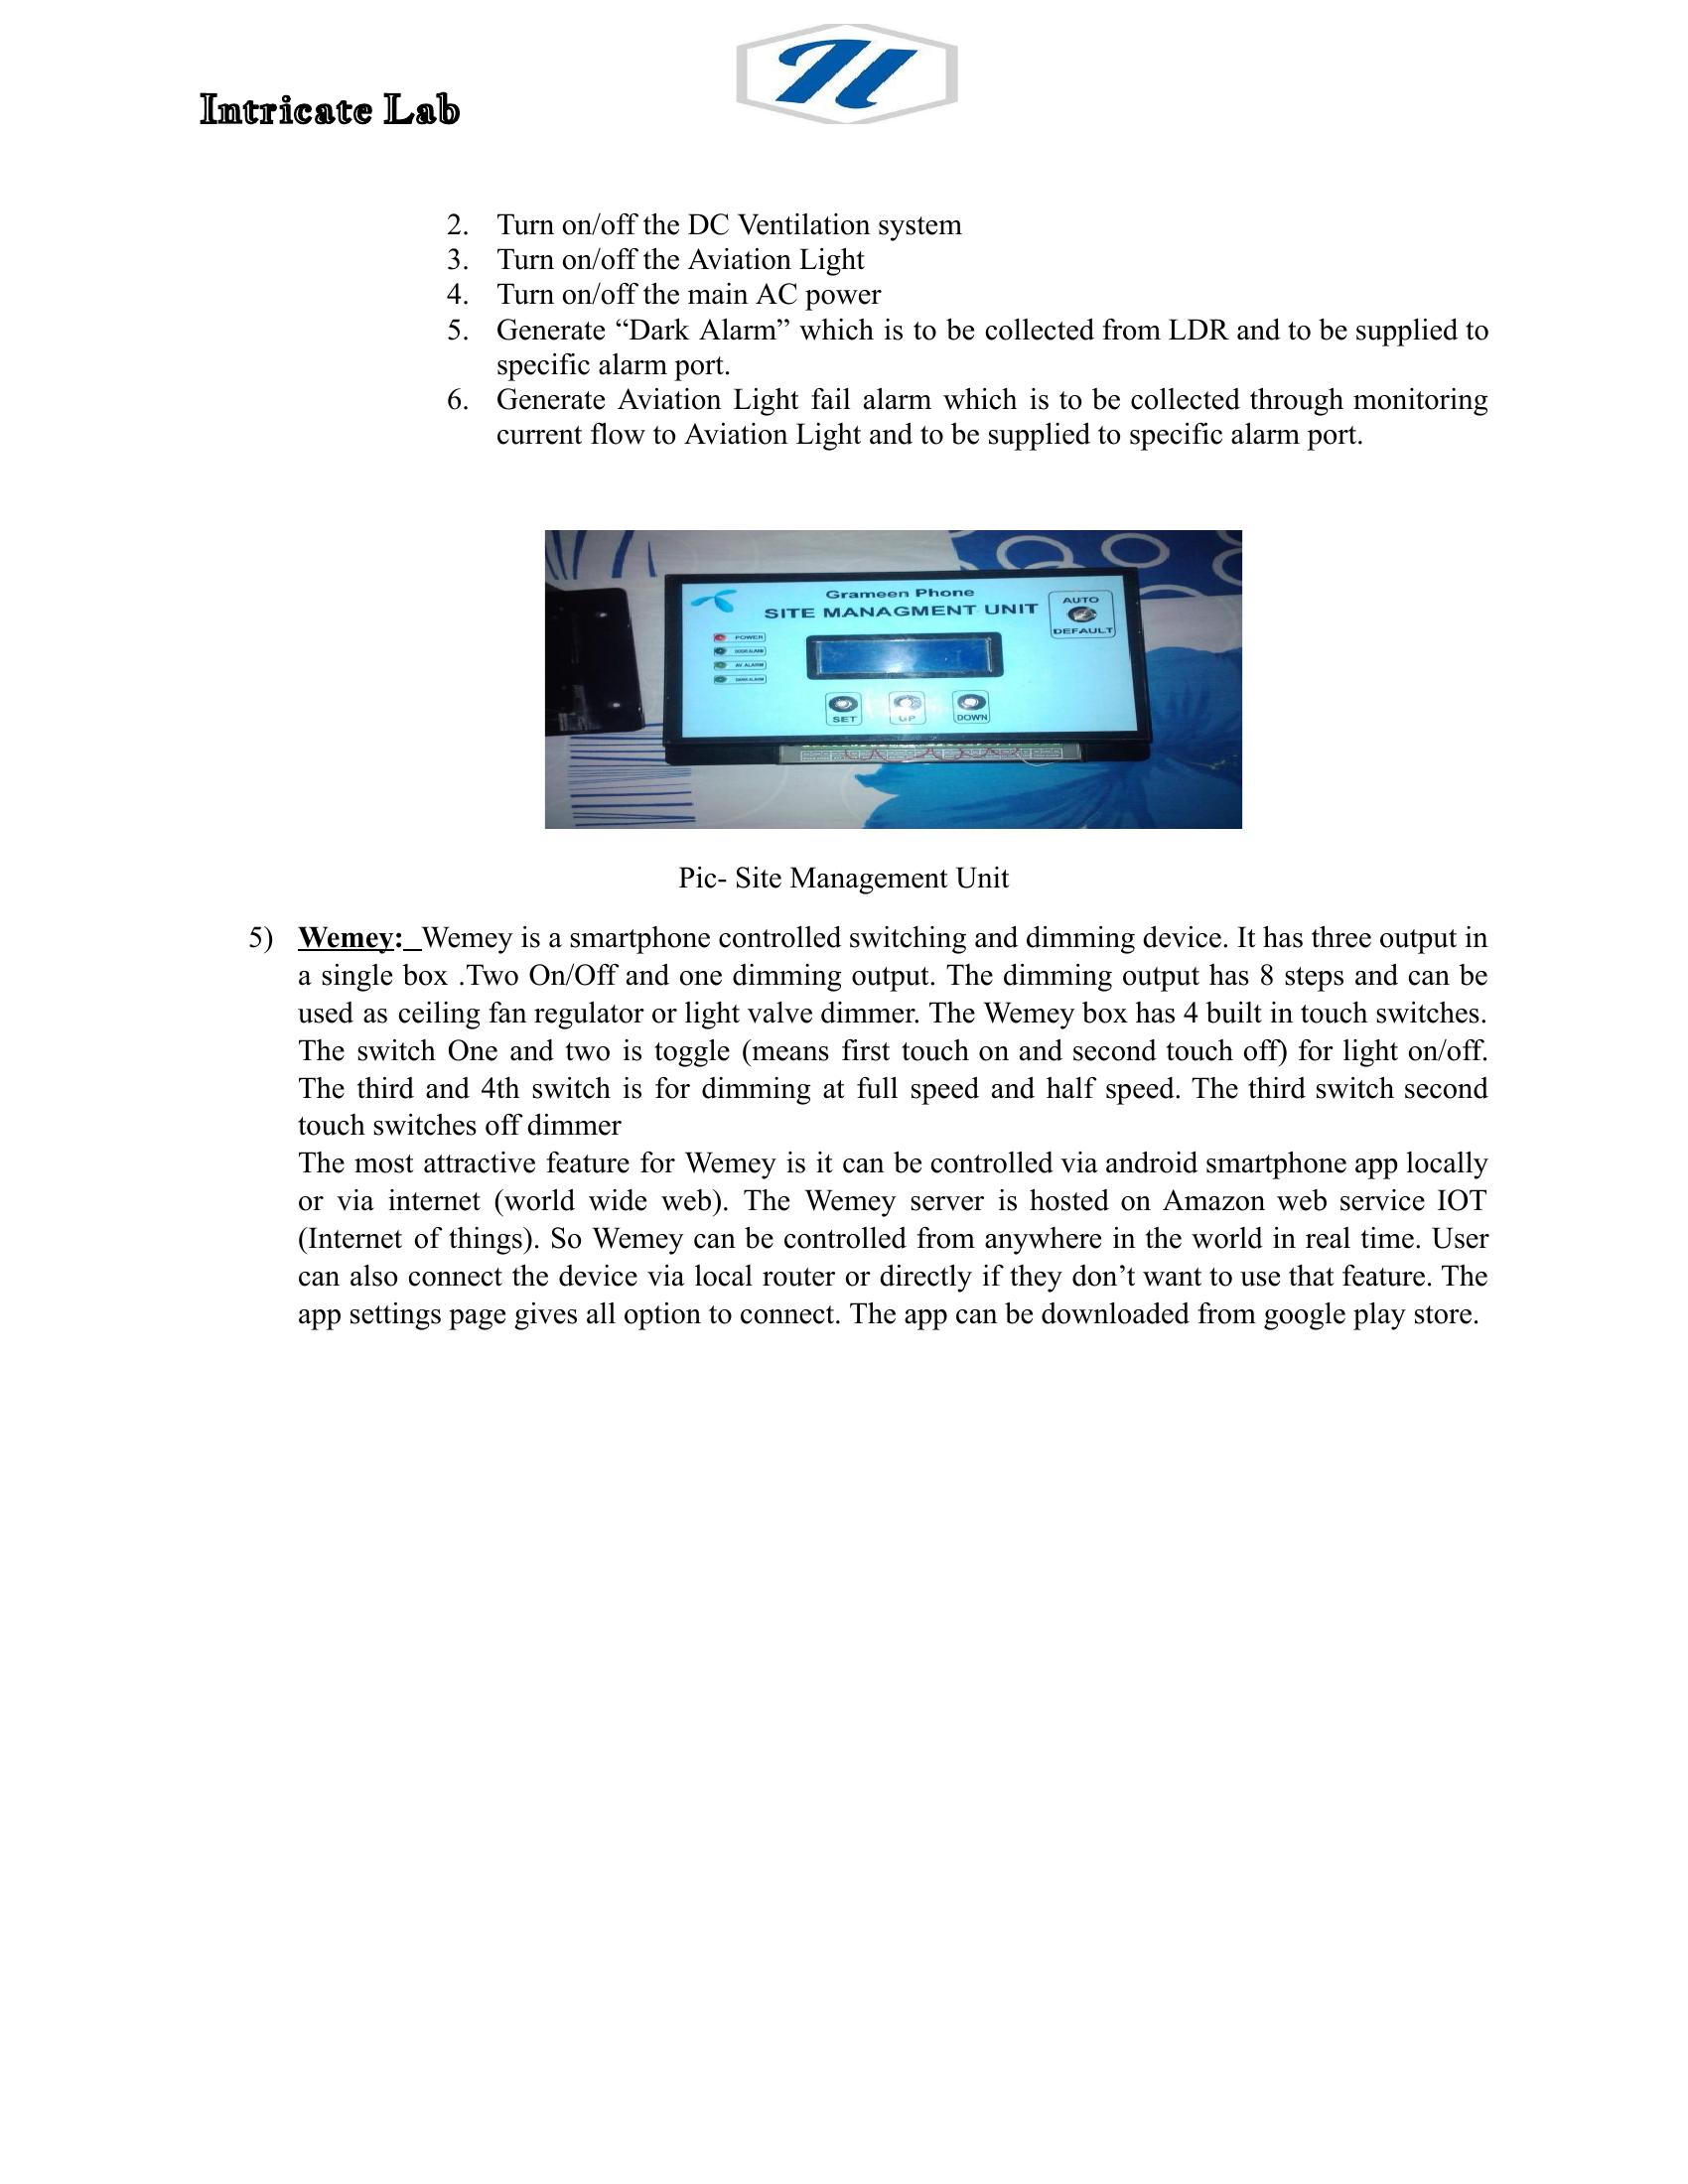 Intricate Lab
2. Turn on/off the DC Ventilation system
3. Turn on/off the Aviation Light
4. Turn on/off the main AC power
5. Generate “Dark Alarm” which is to be collected from LDR and to be supplied to
specific alarm port.
6. Generate Aviation Light fail alarm which is to be collected through monitoring
current flow to Aviation Light and to be supplied to specific alarm port.
Grameen Phone
SITE MANAGMENT UNIT
AUTO
DEFAULT
POWER
AV. ALARM
DARK ALARM
SET
UP
DOWN
Pic- Site Management Unit
5) Wemey: Wemey is a smartphone controlled switching and dimming device. It has three output in
a single box .Two On/Off and one dimming output. The dimming output has 8 steps and can be
used as ceiling fan regulator or light valve dimmer. The Wemey box has 4 built in touch switches.
The switch One and two is toggle (means first touch on and second touch off) for light on/off.
The third and 4th switch is for dimming at full speed and half speed. The third switch second
touch switches off dimmer
The most attractive feature for Wemey is it can be controlled via android smartphone app locally
or via internet (world wide web). The Wemey server is hosted on Amazon web service IOT
(Internet of things). So Wemey can be controlled from anywhere in the world in real time. User
can also connect the device via local router or directly if they don’t want to use that feature. The
app settings page gives all option to connect. The app can be downloaded from google play store.